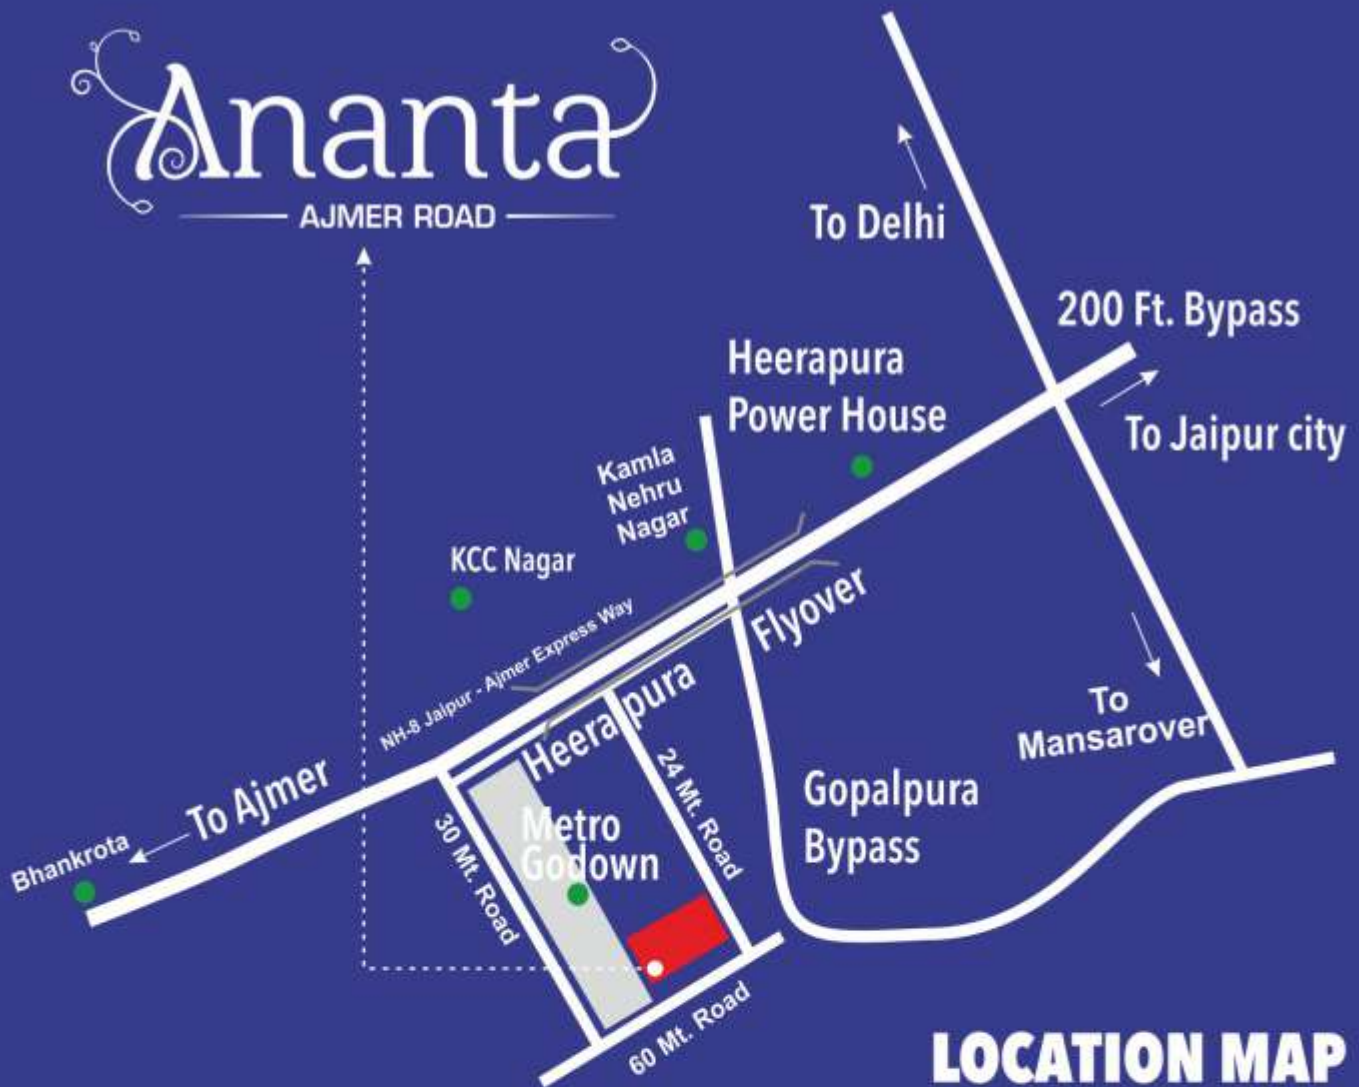 Ananta
AJMER ROAD
To Delhi
200 Ft. Bypass
To Jaipur city
Heerapura
Power House
Kamla
Nehru
Nagar
KCC Nagar
NH-8 Jaipur - Ajmer Express Way
Heerapura Flyover
To Ajmer
Bhankrota
To
Mansarover
Gopalpura
Bypass
Metro
Godown
24 Mt. Road
30 Mt. Road
60 Mt. Road
LOCATION MAP